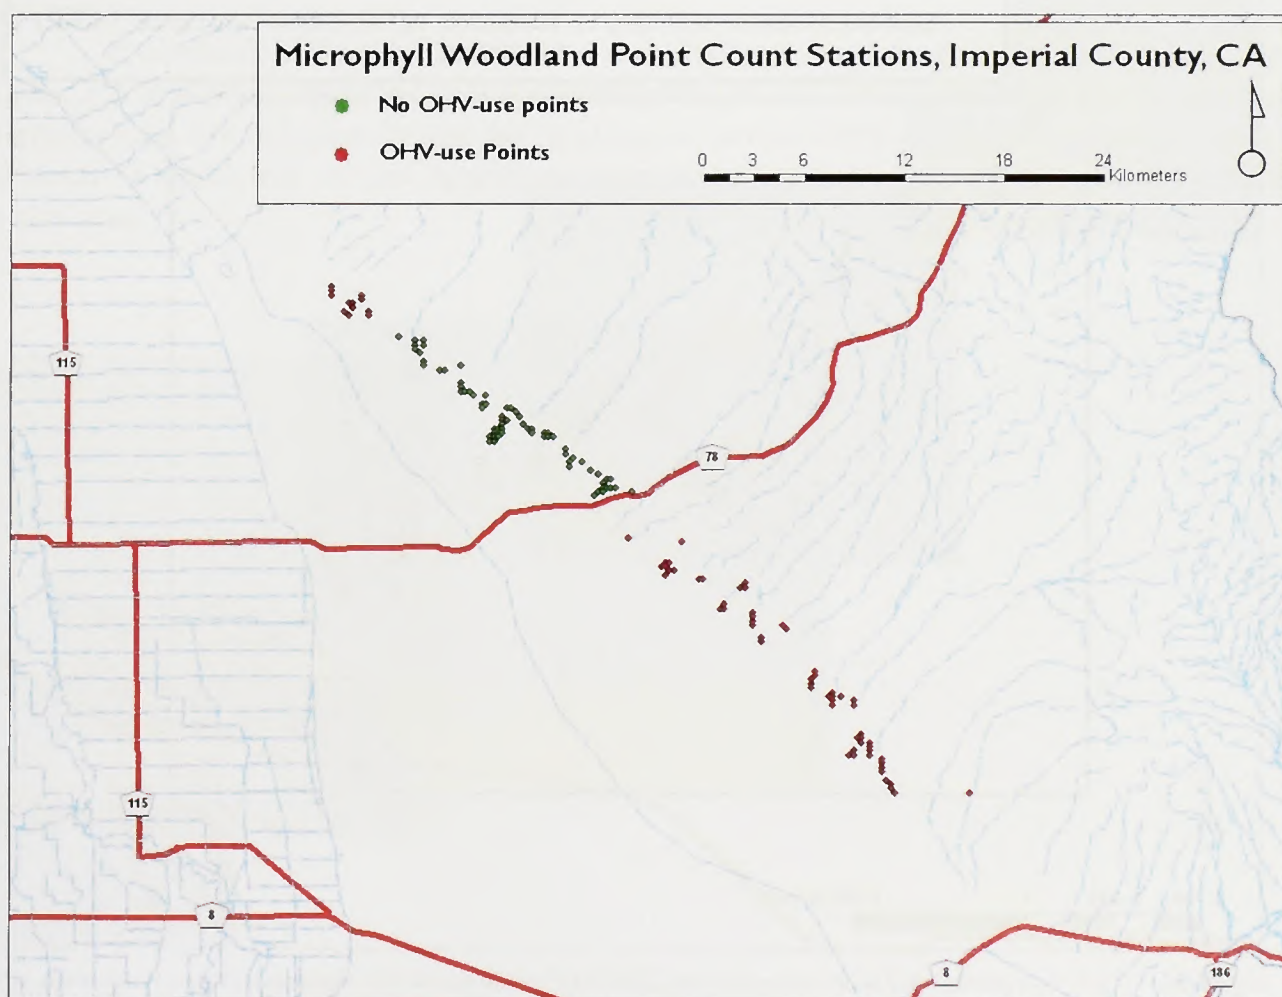 Microphyll Woodland Point Count Stations, Imperial County, CA
No OHV-use points
OHV-use Points
0 3 6 12 18 24
Kilometers
115
78
115
8
8
186